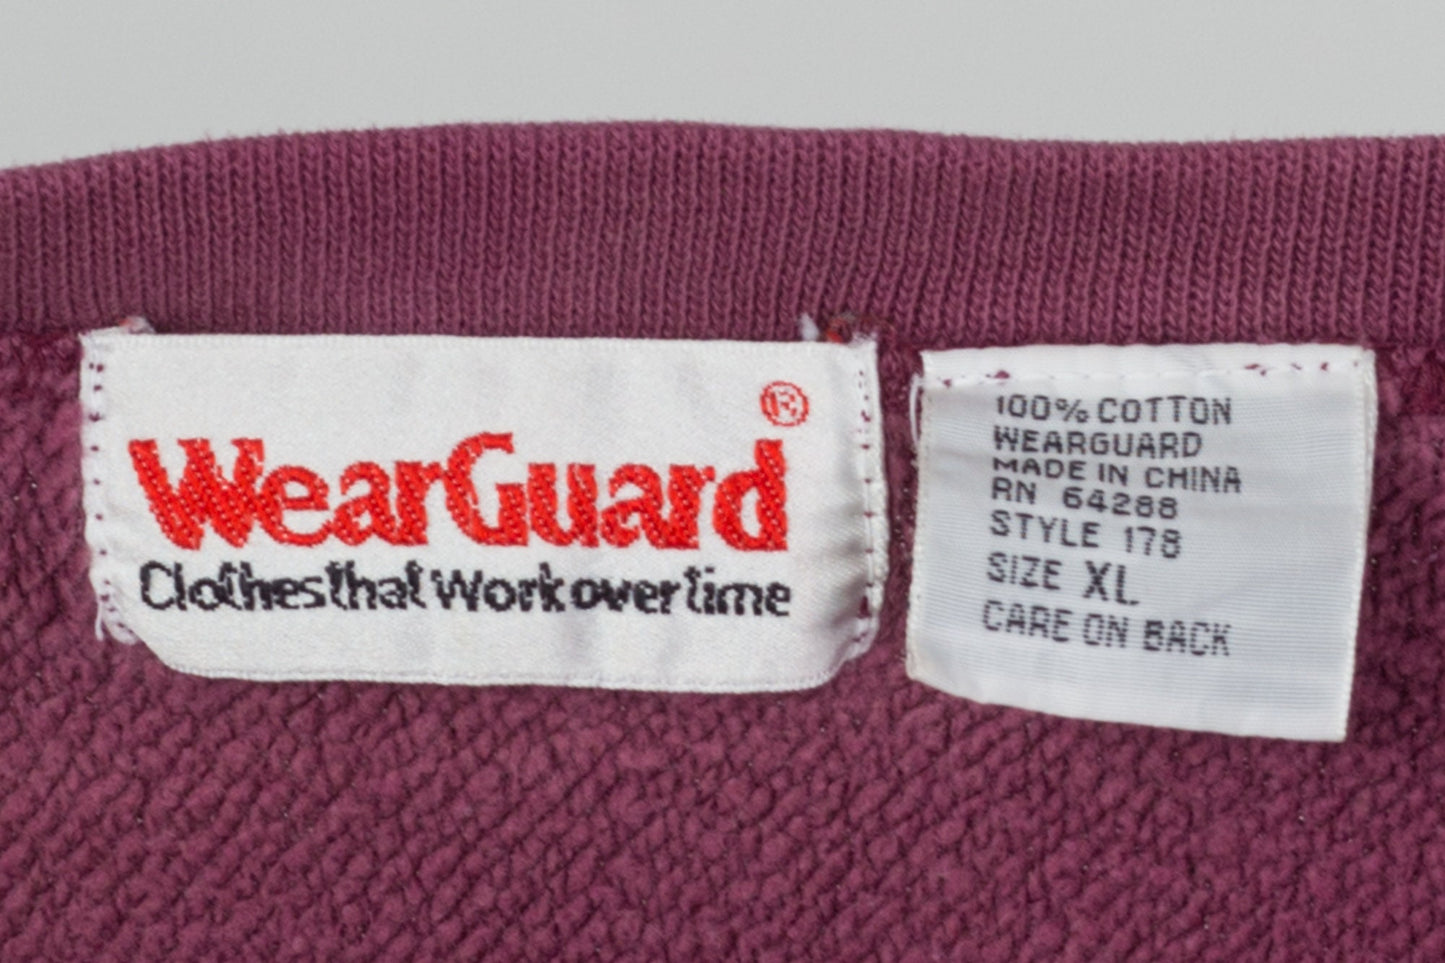 WearGuard®
Clothes that Work overtime
100% COTTON
WEARGUARD
MADE IN CHINA
RN 64288
STYLE 178
SIZE XL
CARE ON BACK